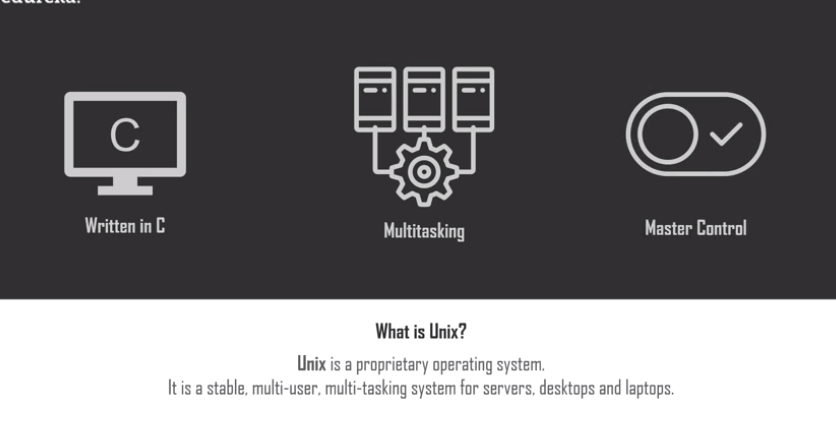 edureka!
C
Written in C
Multitasking
Master Control
What is Unix?
Unix is a proprietary operating system.
It is a stable, multi-user, multi-tasking system for servers, desktops and laptops.